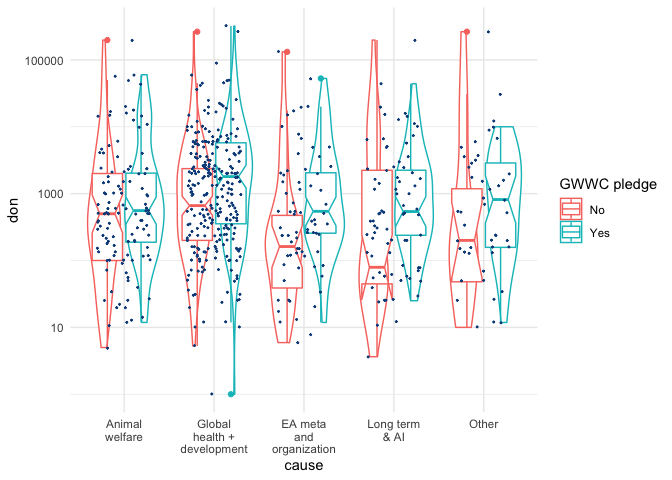 100000
1000
10
don
Animal
welfare
Global
health +
development
EA meta
and
organization
Long term
& AI
Other
cause
GWWC pledge
No
Yes